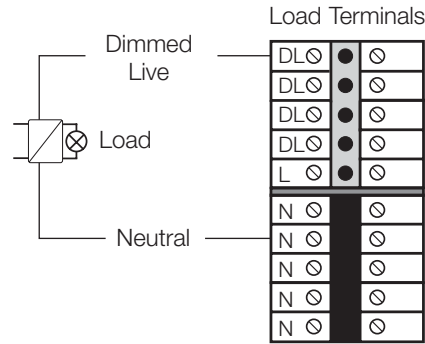 Load Terminals
Dimmed
Live
DL
DL
DL
DL
Load
L
N
Neutral
N
N
N
N